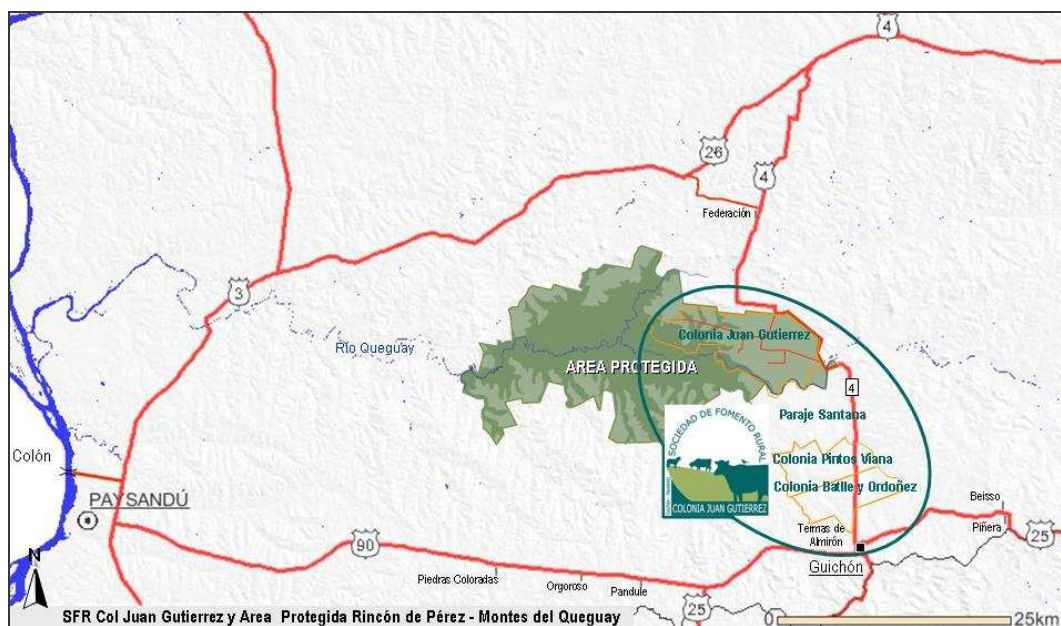 4
26
4
Federación
3
Colonia Juan Gutierrez
Río Queguay
AREA PROTEGIDA
4
Paraje Santana
SOCIEDAD DE FOMENTO RURAL
COLONIA JUAN GUTIERREZ
Colonia Pintos Viana
Colonia Batlle y Ordoñez
Colón
PAYSANDÚ
Beisso
Termas de
Almirón
Piñera
25
90
Guichón
Piedras Coloradas
Orgoroso
Pandule
25
N
SFR Col Juan Gutierrez y Area Protegida Rincón de Pérez - Montes del Queguay
0
25km